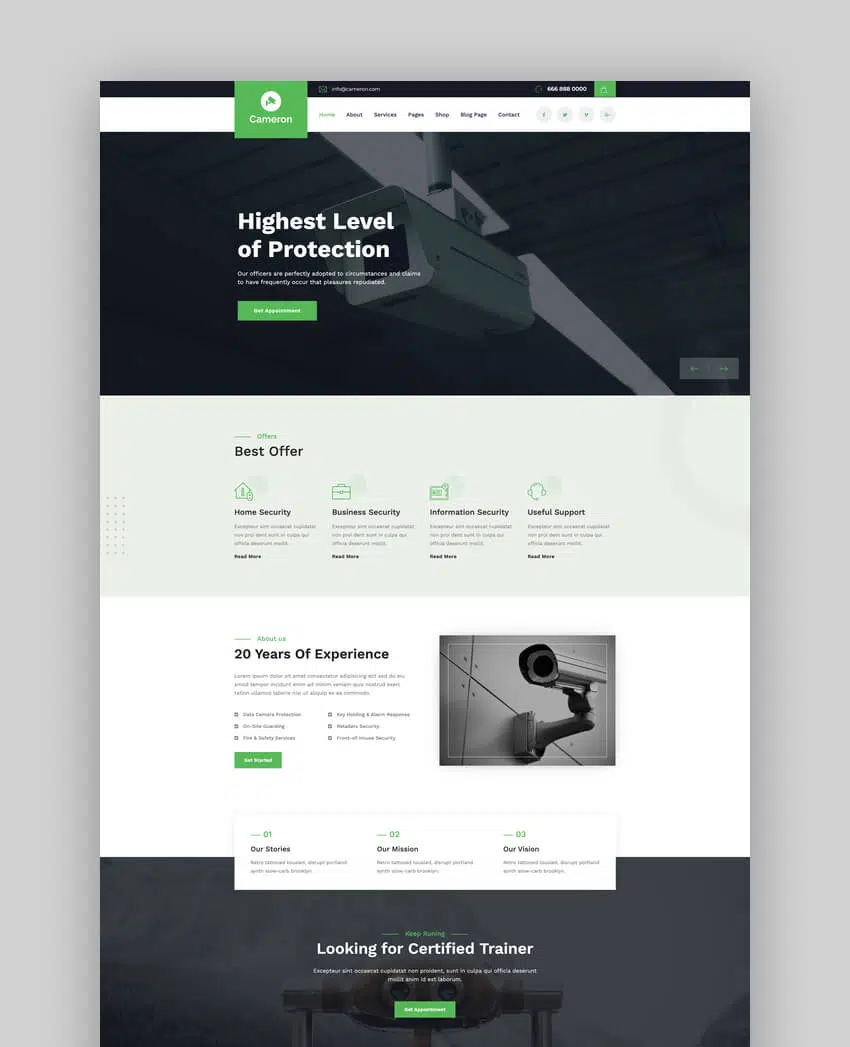 info@cameron.com
666 888 0000
Cameron
Home About Services Pages Shop Blog Page Contact
Highest Level
of Protection
Our officers are perfectly adopted to circumstances and claims
to have frequently occur that pleasures repudiated.
Get Appointment
Offers
Best Offer
Home Security
Excepteur sint occaecat cupidatat
non proi dent sunt in culpa qui
officia deserunt mollit.
Read More
Business Security
Excepteur sint occaecat cupidatat
non proi dent sunt in culpa qui
officia deserunt mollit.
Read More
Information Security
Excepteur sint occaecat cupidatat
non proi dent sunt in culpa qui
officia deserunt mollit.
Read More
Useful Support
Excepteur sint occaecat cupidatat
non proi dent sunt in culpa qui
officia deserunt mollit.
Read More
About us
20 Years Of Experience
Lorem ipsum dolor sit amet consectetur adipisicing elit sed do eiu
smod tempor incididunt enim ad minim veniam quis nostrud exerc
tation ullamco laboris nisi ut aliquip ex ea commodo.
Data Camera Protection
Key Holding & Alarm Response
On-Site Guarding
Retailers Security
Fire & Safety Services
Front-of-House Security
Get Started
01
Our Stories
Retro tattooed tousled, disrupt portland
synth slow-carb brooklyn.
02
Our Mission
Retro tattooed tousled, disrupt portland
synth slow-carb brooklyn.
03
Our Vision
Retro tattooed tousled, disrupt portland
synth slow-carb brooklyn.
Keep Runing
Looking for Certified Trainer
Excepteur sint occaecat cupidatat non proident, sunt in culpa qui officia deserunt
mollit anim id est laborum.
Get Appointment